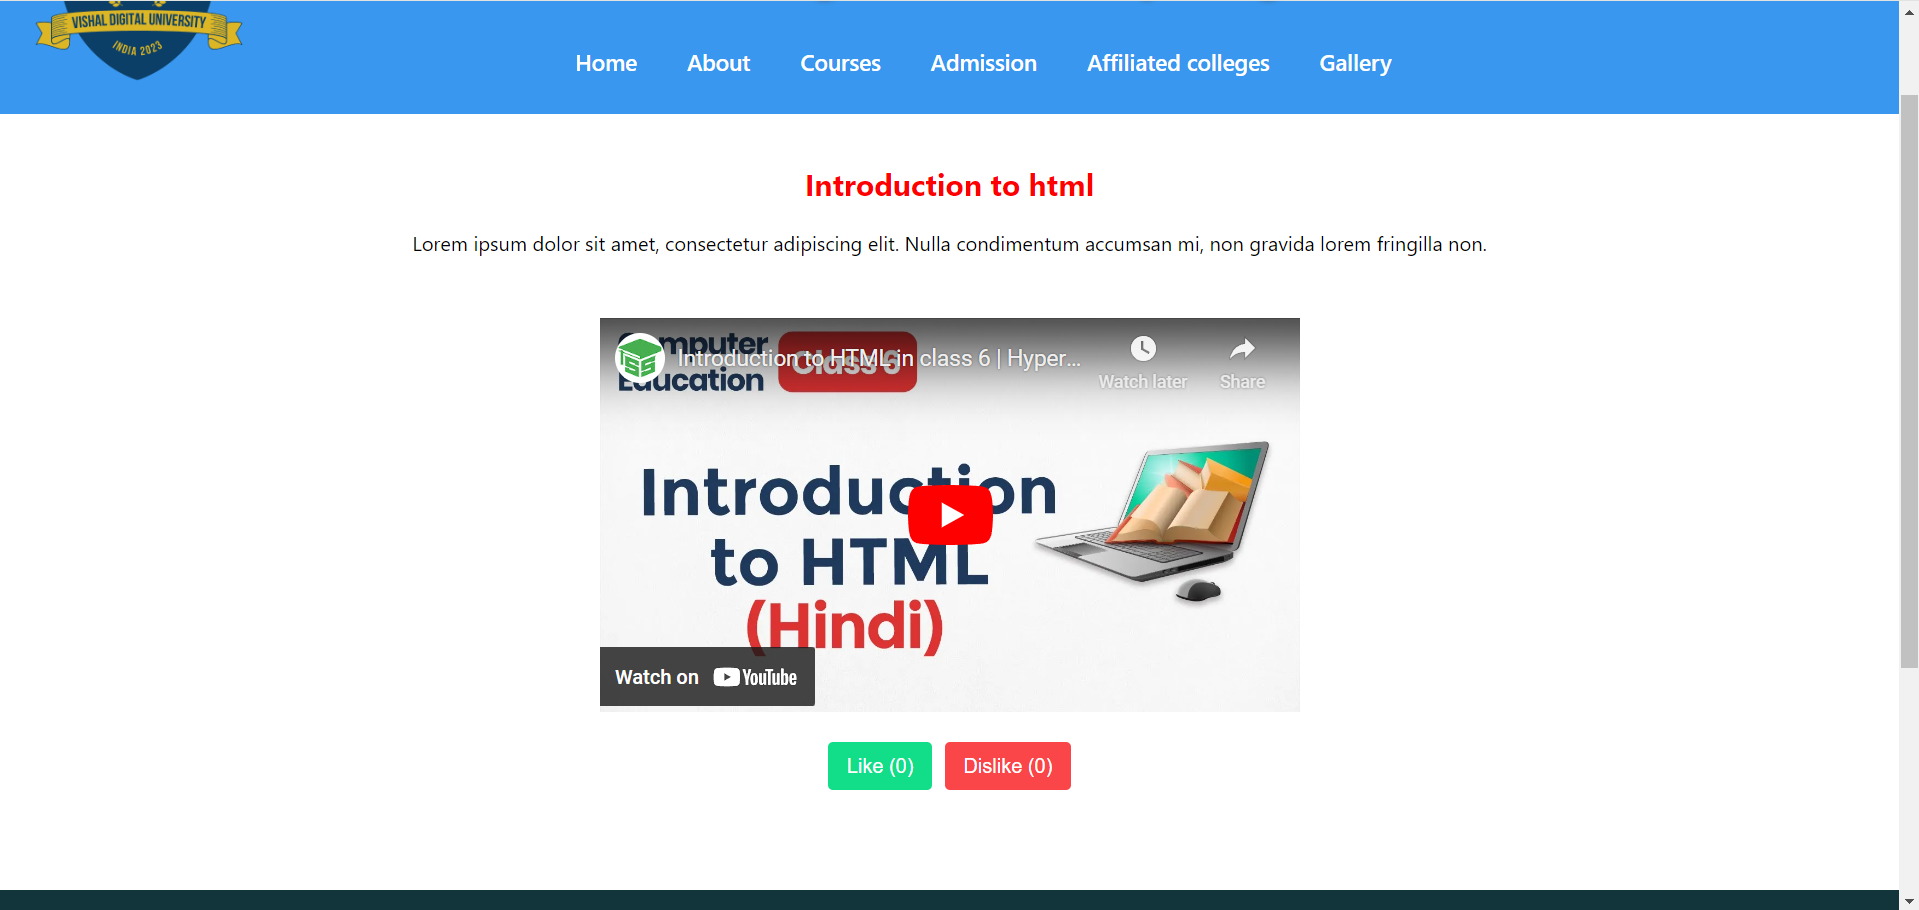 VISHAL DIGITAL UNIVERSITY
INDIA 2023
Home About Courses Admission Affiliated colleges Gallery
Introduction to html
Lorem ipsum dolor sit amet, consectetur adipiscing elit. Nulla condimentum accumsan mi, non gravida lorem fringilla non.
Computer
Education
Class 6
Introduction to HTML in class 6 | Hyper...
Watch later
Share
Introduction
to HTML
(Hindi)
Watch on YouTube
Like (0) Dislike (0)